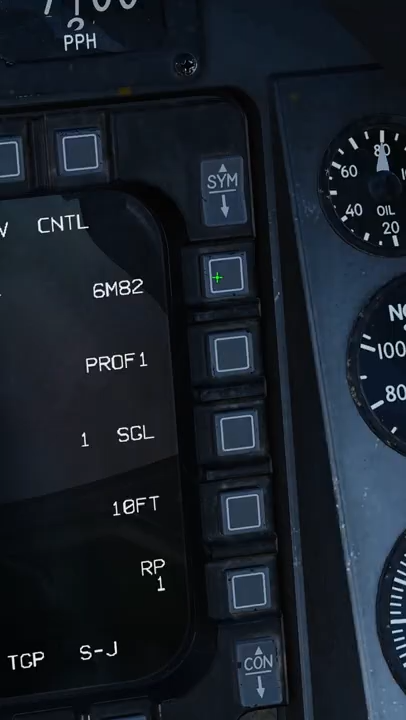 PPH
SYM
CNTL
6M82
PROF1
1 SGL
10FT
RP
1
TGP S-J
CON
80
60
40
OIL
20
100
80